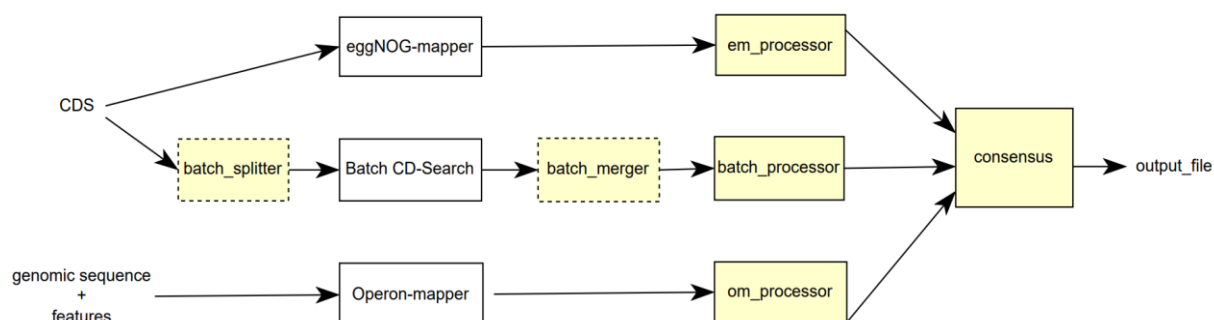 eggNOG-mapper
em_processor
CDS
batch_splitter
Batch CD-Search
batch_merger
batch_processor
consensus
output_file
genomic sequence
+
features
Operon-mapper
om_processor